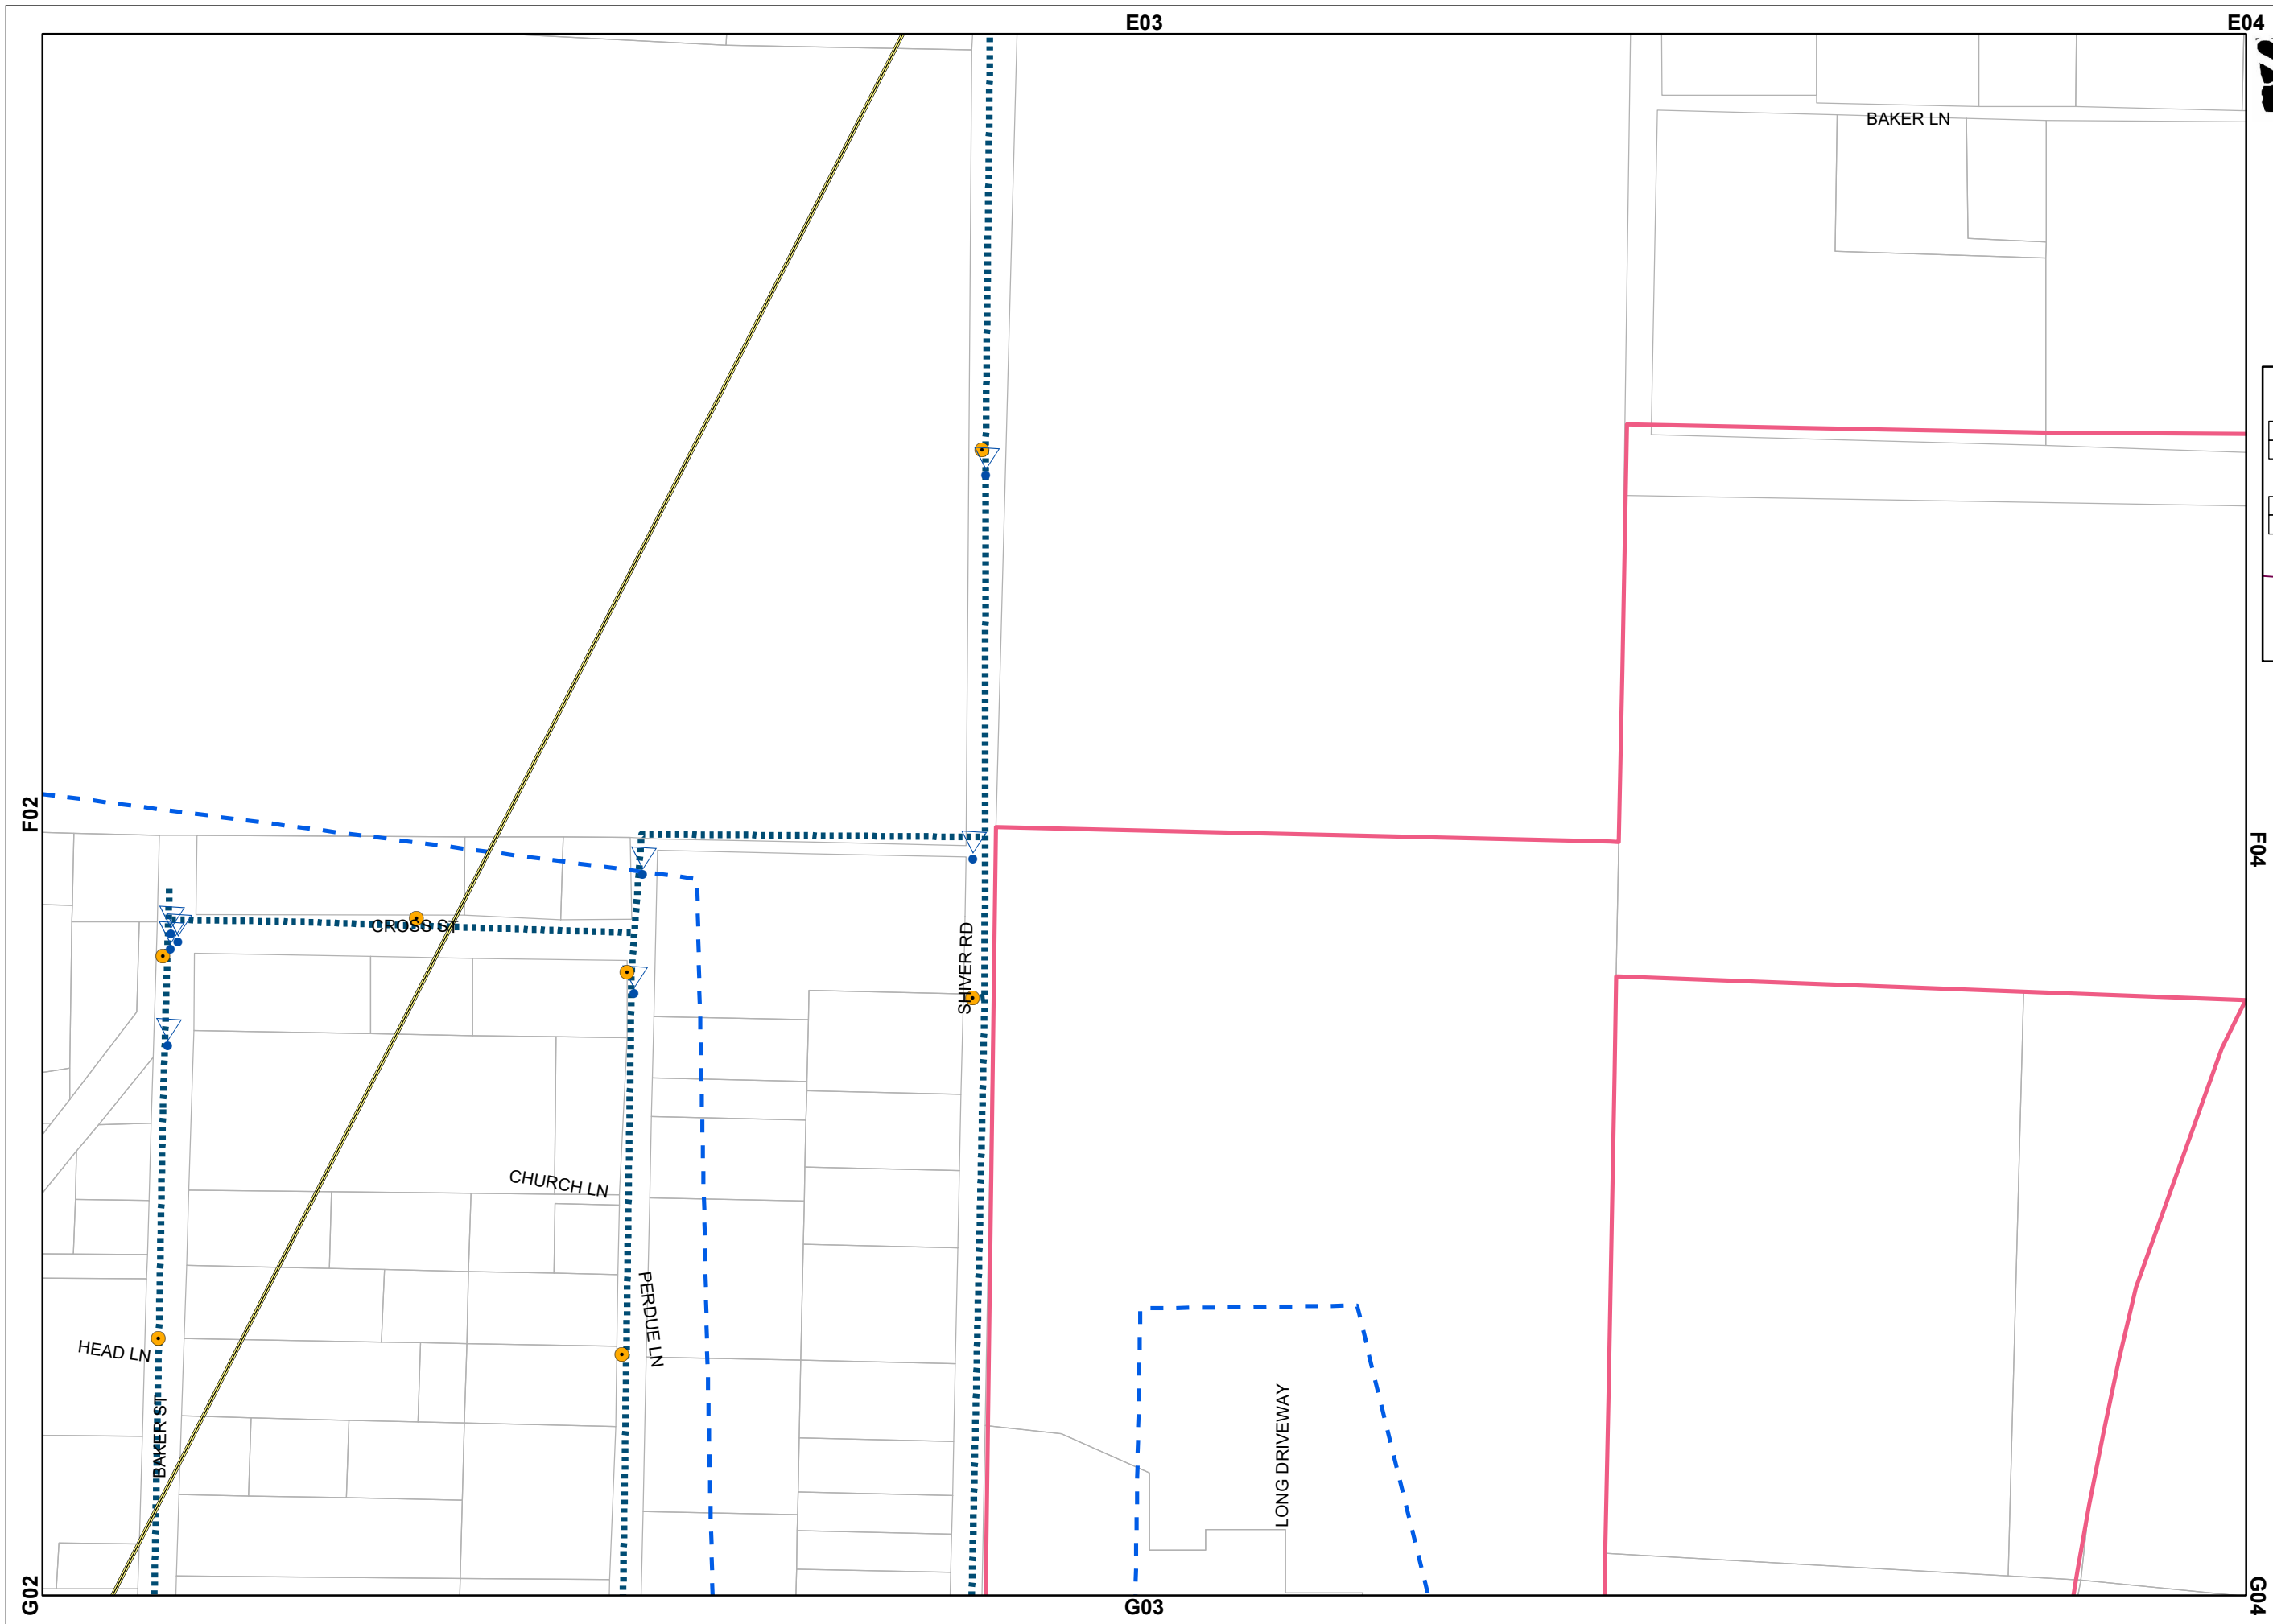 E03
E04
BAKER LN
F02
F04
CROSS ST
SHIVER RD
CHURCH LN
PERDUE LN
HEAD LN
BAKER ST
LONG DRIVEWAY
G02
G03
G04